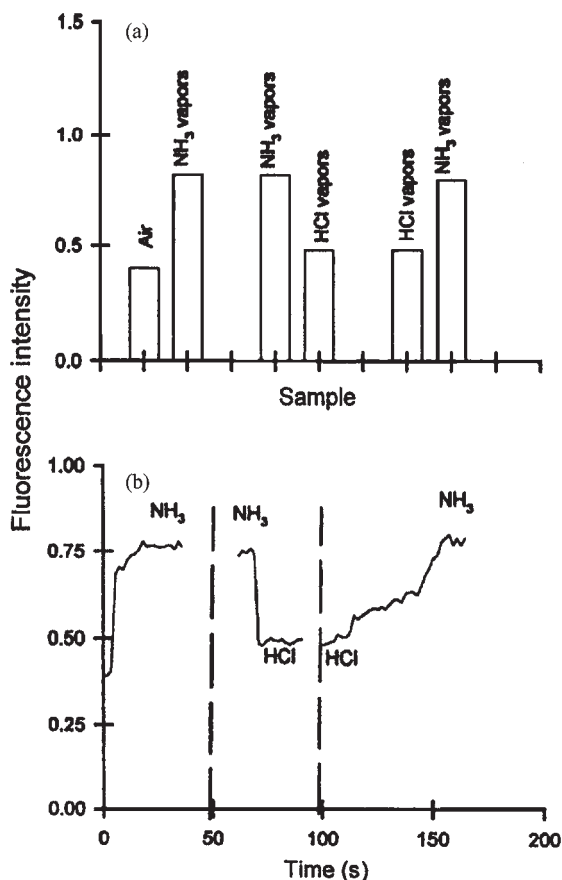 (a)
1.5
1.0
0.5
0.0
Air
NH3 vapors
NH3 vapors
HCl vapors
HCl vapors
NH3 vapors
Sample
Fluorescence intensity
(b)
1.00
0.75
0.50
0.25
0.00
NH3
NH3
NH3
HCl
HCl
0
50
100
150
200
Time (s)